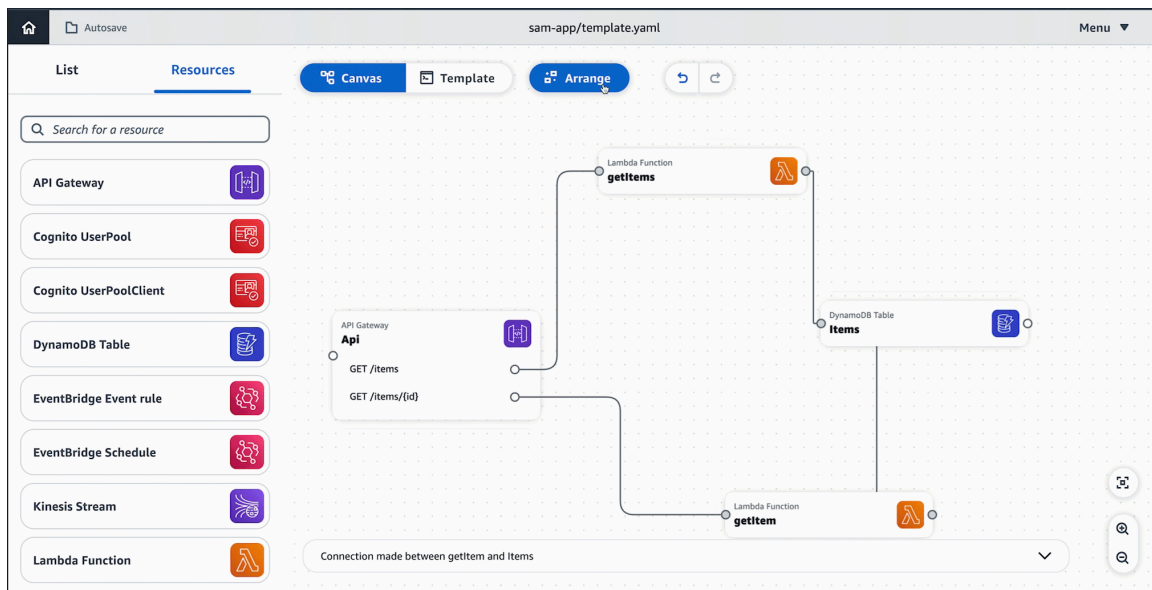 Autosave
sam-app/template.yaml
Menu
List
Resources
Canvas
Template
Arrange
Search for a resource
API Gateway
Cognito UserPool
Cognito UserPoolClient
DynamoDB Table
EventBridge Event rule
EventBridge Schedule
Kinesis Stream
Lambda Function
Lambda Function
getItems
API Gateway
Api
GET /items
GET /items/{id}
DynamoDB Table
Items
Lambda Function
getItem
Connection made between getItem and Items